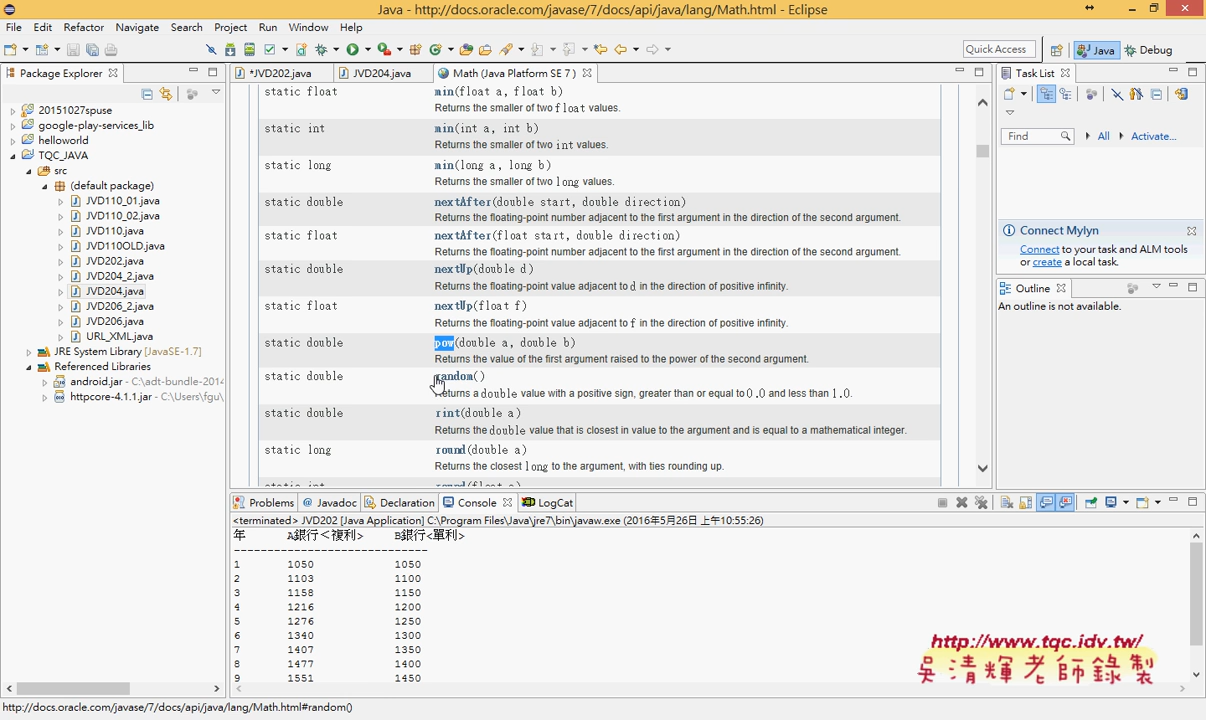 Java - http://docs.oracle.com/javase/7/docs/api/java/lang/Math.html - Eclipse
File Edit Refactor Navigate Search Project Run Window Help
Quick Access Java Debug
Package Explorer
20151027spuse
google-play-services_lib
helloworld
TQC_JAVA
src
(default package)
JVD110_01.java
JVD110_02.java
JVD110.java
JVD110OLD.java
JVD202.java
JVD204_2.java
JVD204.java
JVD206_2.java
JVD206.java
URL_XML.java
JRE System Library [JavaSE-1.7]
Referenced Libraries
android.jar - C:\adt-bundle-2014
httpcore-4.1.1.jar - C:\Users\fgu\
*JVD202.java JVD204.java Math (Java Platform SE 7 )
static float min(float a, float b)
Returns the smaller of two float values.
static int min(int a, int b)
Returns the smaller of two int values.
static long min(long a, long b)
Returns the smaller of two long values.
static double nextAfter(double start, double direction)
Returns the floating-point number adjacent to the first argument in the direction of the second argument.
static float nextAfter(float start, double direction)
Returns the floating-point number adjacent to the first argument in the direction of the second argument.
static double nextUp(double d)
Returns the floating-point value adjacent to d in the direction of positive infinity.
static float nextUp(float f)
Returns the floating-point value adjacent to f in the direction of positive infinity.
static double pow(double a, double b)
Returns the value of the first argument raised to the power of the second argument.
static double random()
Returns a double value with a positive sign, greater than or equal to 0.0 and less than 1.0.
static double rint(double a)
Returns the double value that is closest in value to the argument and is equal to a mathematical integer.
static long round(double a)
Returns the closest long to the argument, with ties rounding up.
static int round(float a)
Task List
Find All Activate...
Connect Mylyn
Connect to your task and ALM tools
or create a local task.
Outline
An outline is not available.
Problems Javadoc Declaration Console LogCat
<terminated> JVD202 [Java Application] C:\Program Files\Java\jre7\bin\javaw.exe (2016年5月26日 上午10:55:26)
年 A銀行<複利> B銀行<單利>
-----------------------------
1 1050 1050
2 1103 1100
3 1158 1150
4 1216 1200
5 1276 1250
6 1340 1300
7 1407 1350
8 1477 1400
9 1551 1450
http://www.tqc.idv.tw/
吳清輝老師錄製
http://docs.oracle.com/javase/7/docs/api/java/lang/Math.html#random()